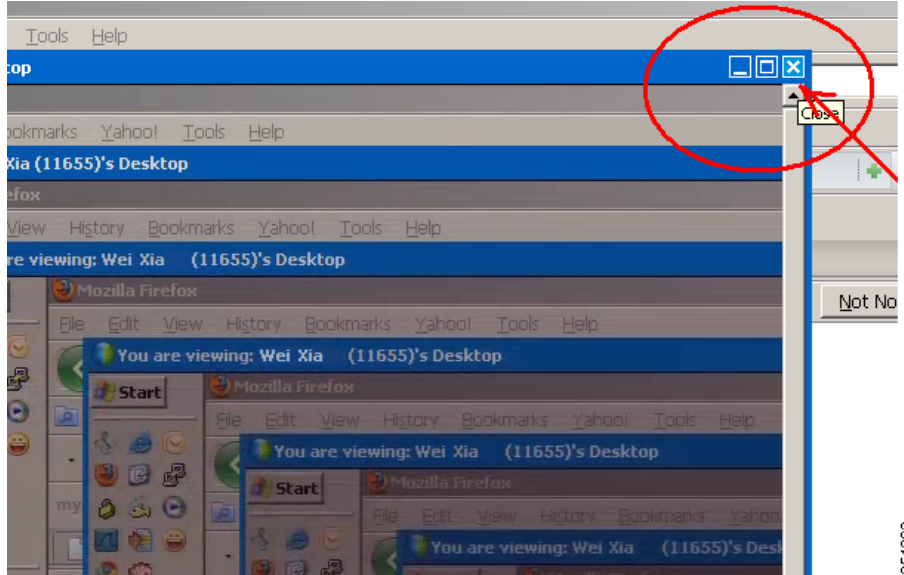 Tools Help
Close
Yahoo! Tools Help
Xia (11655)'s Desktop
View History Bookmarks Yahoo! Tools Help
re viewing: Wei Xia (11655)'s Desktop
Mozilla Firefox
Not No
File Edit View History Bookmarks Yahoo! Tools Help
You are viewing: Wei Xia (11655)'s Desktop
Start
Mozilla Firefox
File Edit View History Bookmarks Yahoo! Tools Help
You are viewing: Wei Xia (11655)'s Desktop
Start
Mozilla Firefox
my
File Edit View History Bookmarks Yahoo
You are viewing: Wei Xia (11655)'s Desk